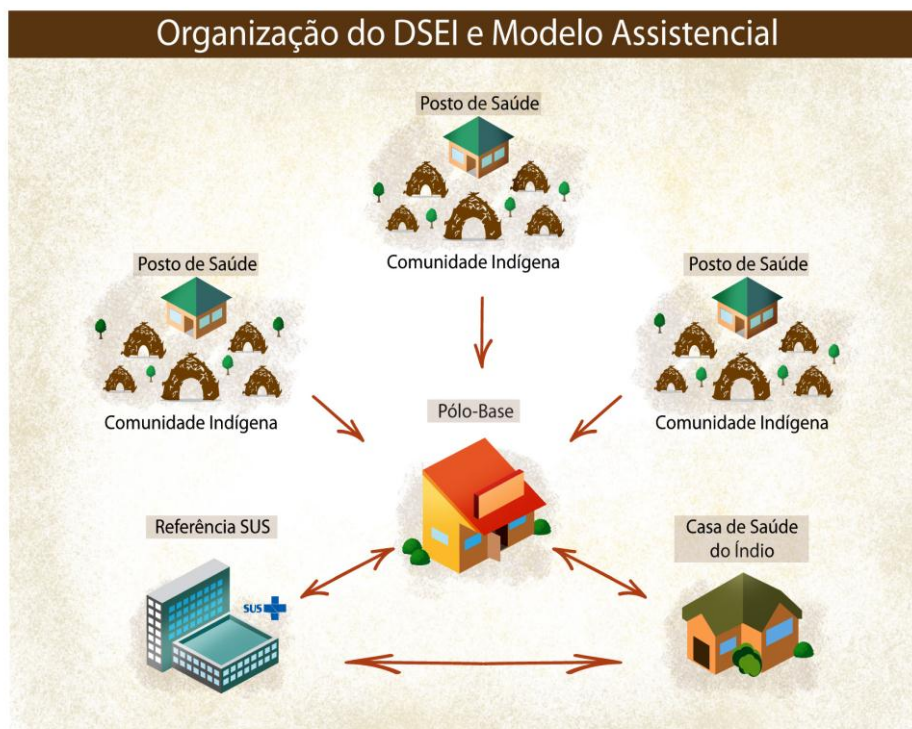 Organização do DSEI e Modelo Assistencial
Posto de Saúde
Comunidade Indígena
Posto de Saúde
Comunidade Indígena
Posto de Saúde
Comunidade Indígena
Pólo-Base
Referência SUS
SUS
Casa de Saúde
do Índio